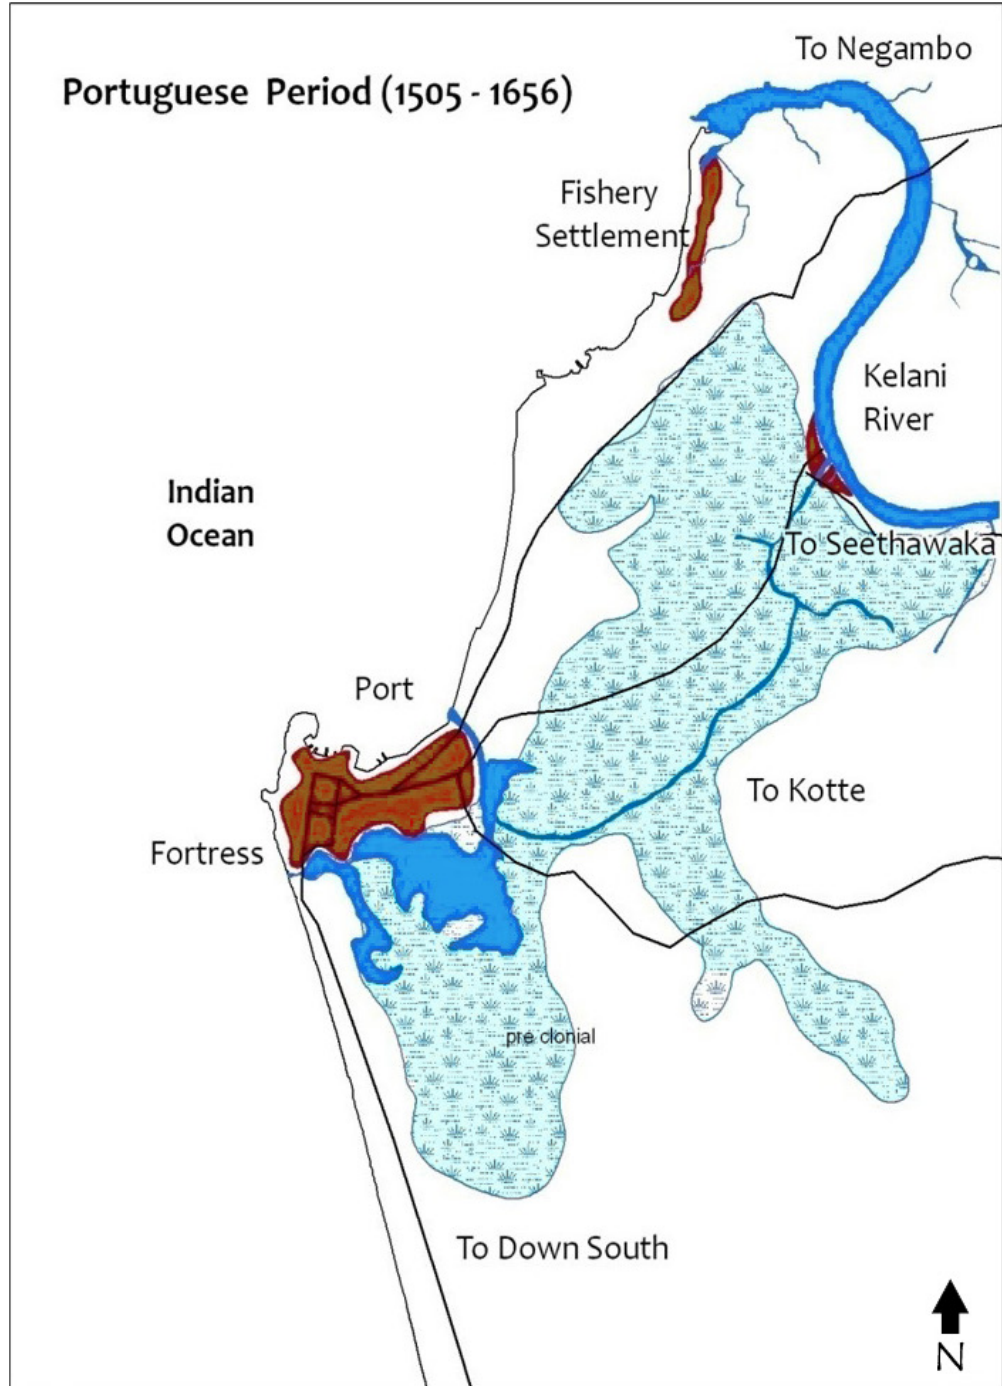 To Negambo
Portuguese Period (1505 - 1656)
Fishery
Settlement
Kelani
River
Indian
Ocean
To Seethawaka
Port
To Kotte
Fortress
pre clonial
To Down South
N